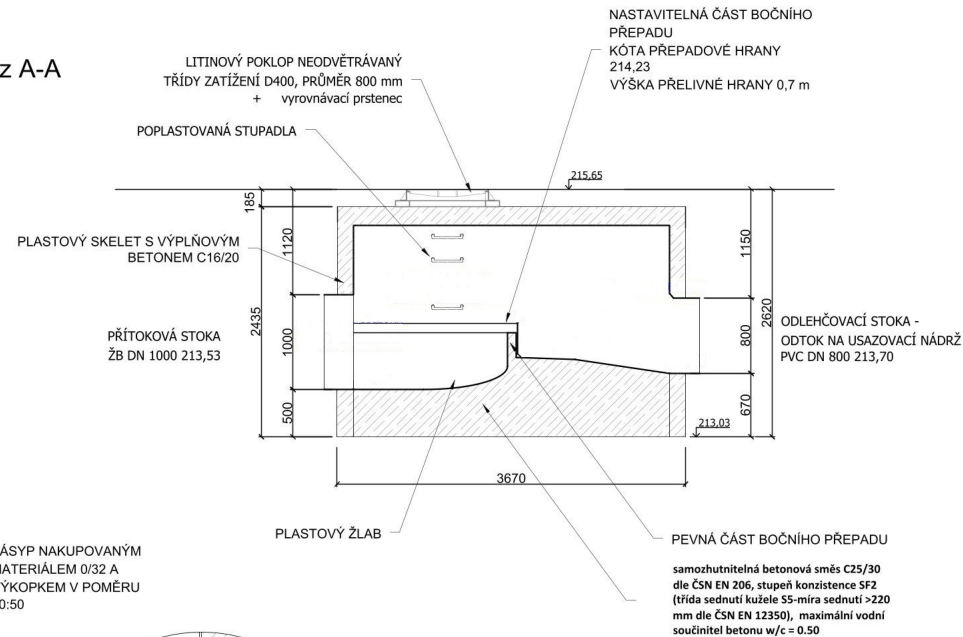 z A-A
LITINOVÝ POKLOP NEODVĚTRÁVANÝ
TŘÍDY ZATÍŽENÍ D400, PRŮMĚR 800 mm
+ vyrovnávací prstenec
POPLASTOVANÁ STUPADLA
NASTAVITELNÁ ČÁST BOČNÍHO
PŘEPADU
KÓTA PŘEPADOVÉ HRANY
214,23
VÝŠKA PŘELIVNÉ HRANY 0,7 m
215,65
185
1120
1150
PLASTOVÝ SKELET S VÝPLŇOVÝM
BETONEM C16/20
2435
1000
2620
800
PŘÍTOKOVÁ STOKA
ŽB DN 1000 213,53
ODLEHČOVACÍ STOKA -
ODTOK NA USAZOVACÍ NÁDRŽ
PVC DN 800 213,70
500
670
213,03
3670
PLASTOVÝ ŽLAB
PEVNÁ ČÁST BOČNÍHO PŘEPADU
samozhutnitelná betonová směs C25/30
dle ČSN EN 206, stupeň konzistence SF2
(třída sednutí kužele S5-míra sednutí >220
mm dle ČSN EN 12350), maximální vodní
součinitel betonu w/c = 0.50
ÁSYP NAKUPOVANÝM
MATERIÁLEM 0/32 A
ÝKOPKEM V POMĚRU
0:50